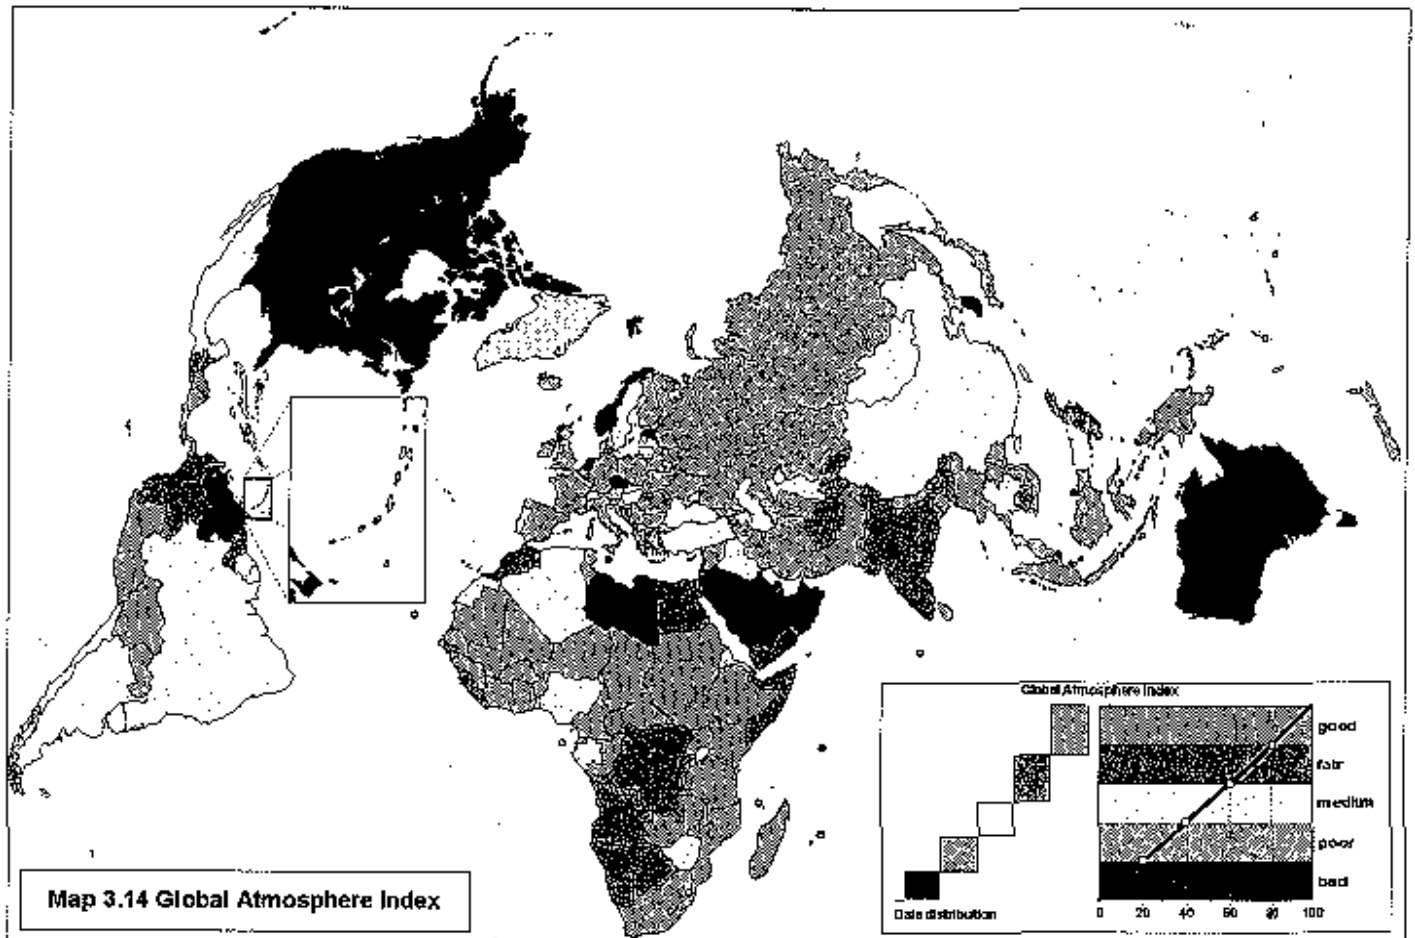 Global Atmosphere Index
good
fair
medium
poor
bad
Data distribution
0 20 40 60 80 100
Map 3.14 Global Atmosphere Index